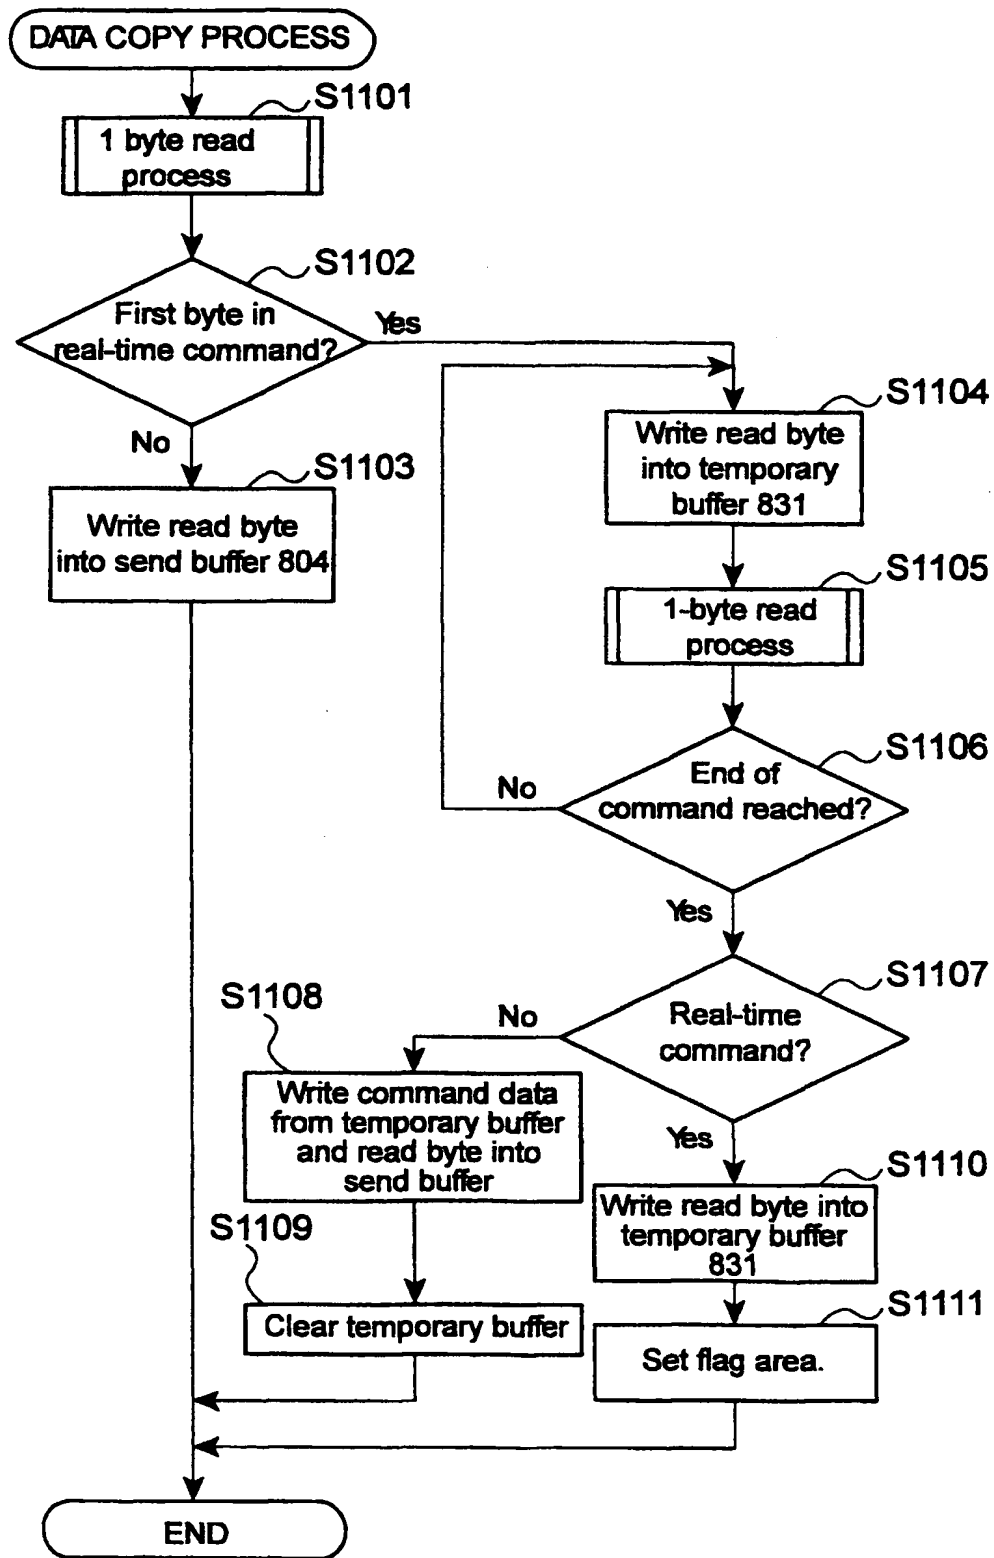 DATA COPY PROCESS
S1101
1 byte read
process
S1102
First byte in
real-time command?
Yes
No
S1103
Write read byte
into send buffer 804
S1104
Write read byte
into temporary
buffer 831
S1105
1-byte read
process
S1106
End of
command reached?
No
Yes
S1107
Real-time
command?
No
Yes
S1108
Write command data
from temporary buffer
and read byte into
send buffer
S1109
Clear temporary buffer
S1110
Write read byte into
temporary buffer
831
S1111
Set flag area.
END